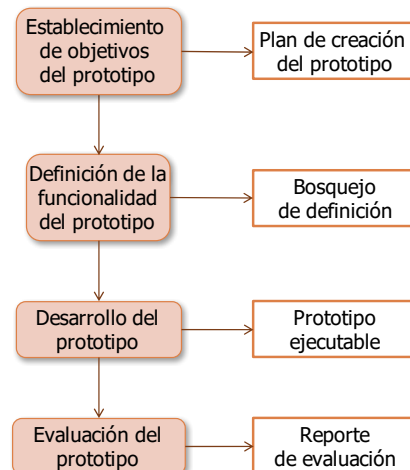 Establecimiento
de objetivos
del prototipo
Plan de creación
del prototipo
Definición de la
funcionalidad
del prototipo
Bosquejo
de definición
Desarrollo del
prototipo
Prototipo
ejecutable
Evaluación del
prototipo
Reporte
de evaluación